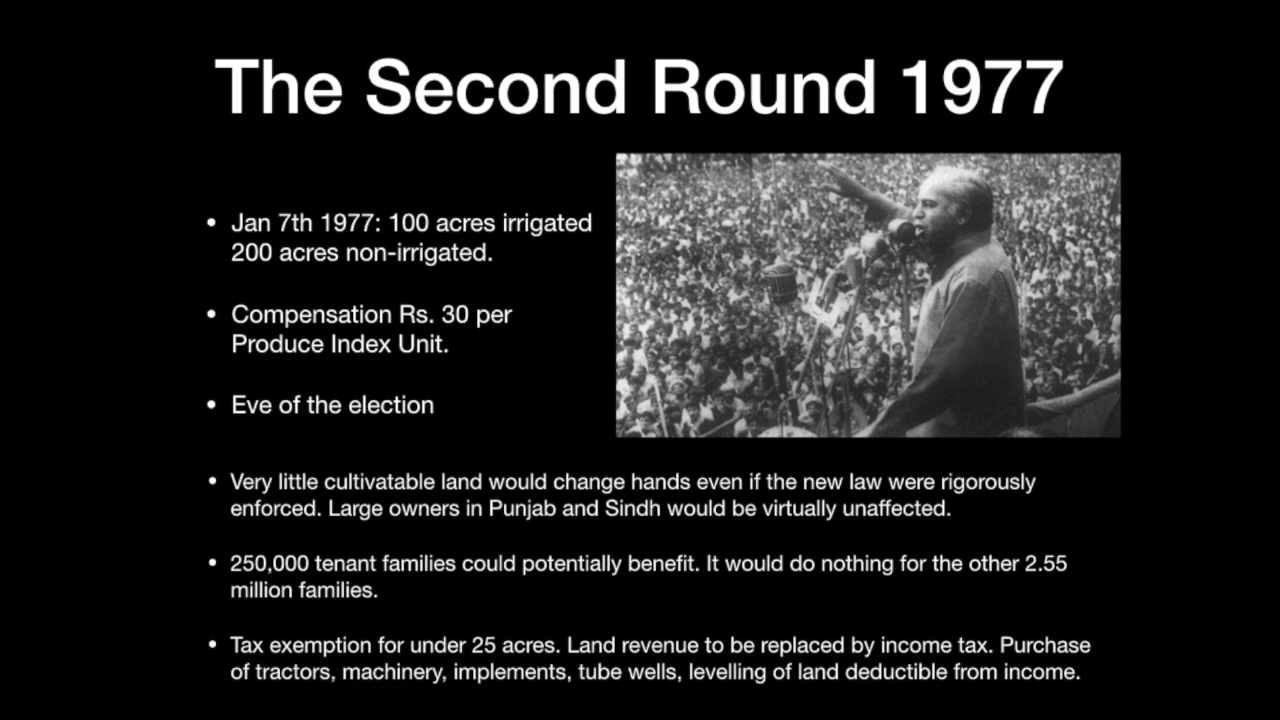 The Second Round 1977
• Jan 7th 1977: 100 acres irrigated
200 acres non-irrigated.
• Compensation Rs. 30 per
Produce Index Unit.
• Eve of the election
• Very little cultivatable land would change hands even if the new law were rigorously
enforced. Large owners in Punjab and Sindh would be virtually unaffected.
• 250,000 tenant families could potentially benefit. It would do nothing for the other 2.55
million families.
• Tax exemption for under 25 acres. Land revenue to be replaced by income tax. Purchase
of tractors, machinery, implements, tube wells, levelling of land deductible from income.